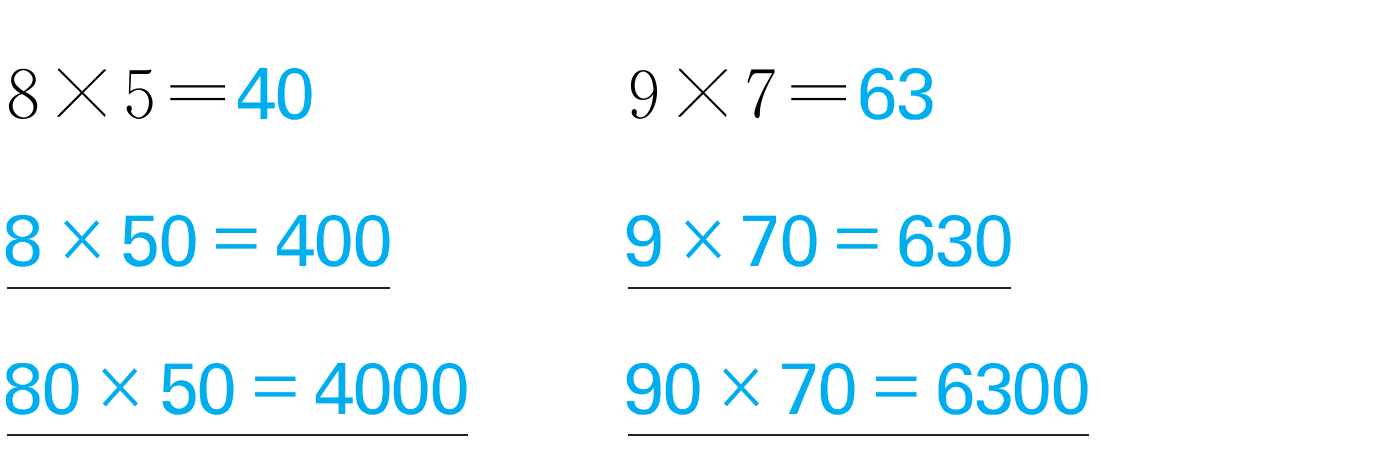 8 × 5 = 40 9 × 7 = 63
8 × 50 = 400 9 × 70 = 630
80 × 50 = 4000 90 × 70 = 6300